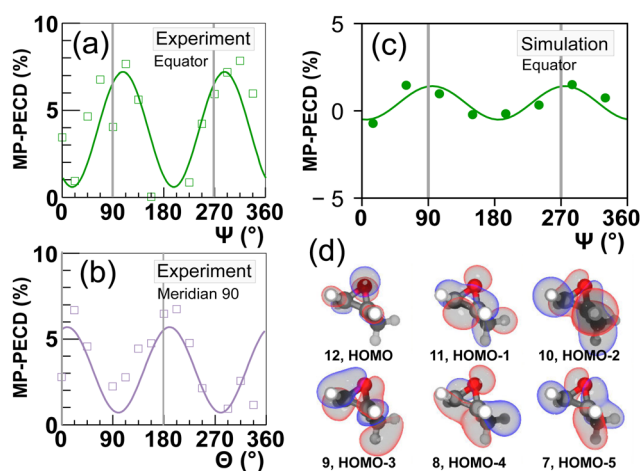 (a)
Experiment
Equator
MP-PECD (%)
10
5
0
0 90 180 270 360
Ψ (°)
(b)
Experiment
Meridian 90
MP-PECD (%)
10
5
0
0 90 180 270 360
Θ (°)
(c)
Simulation
Equator
MP-PECD (%)
5
0
− 5
0 90 180 270 360
Ψ (°)
(d)
12, HOMO 11, HOMO-1 10, HOMO-2
9, HOMO-3 8, HOMO-4 7, HOMO-5